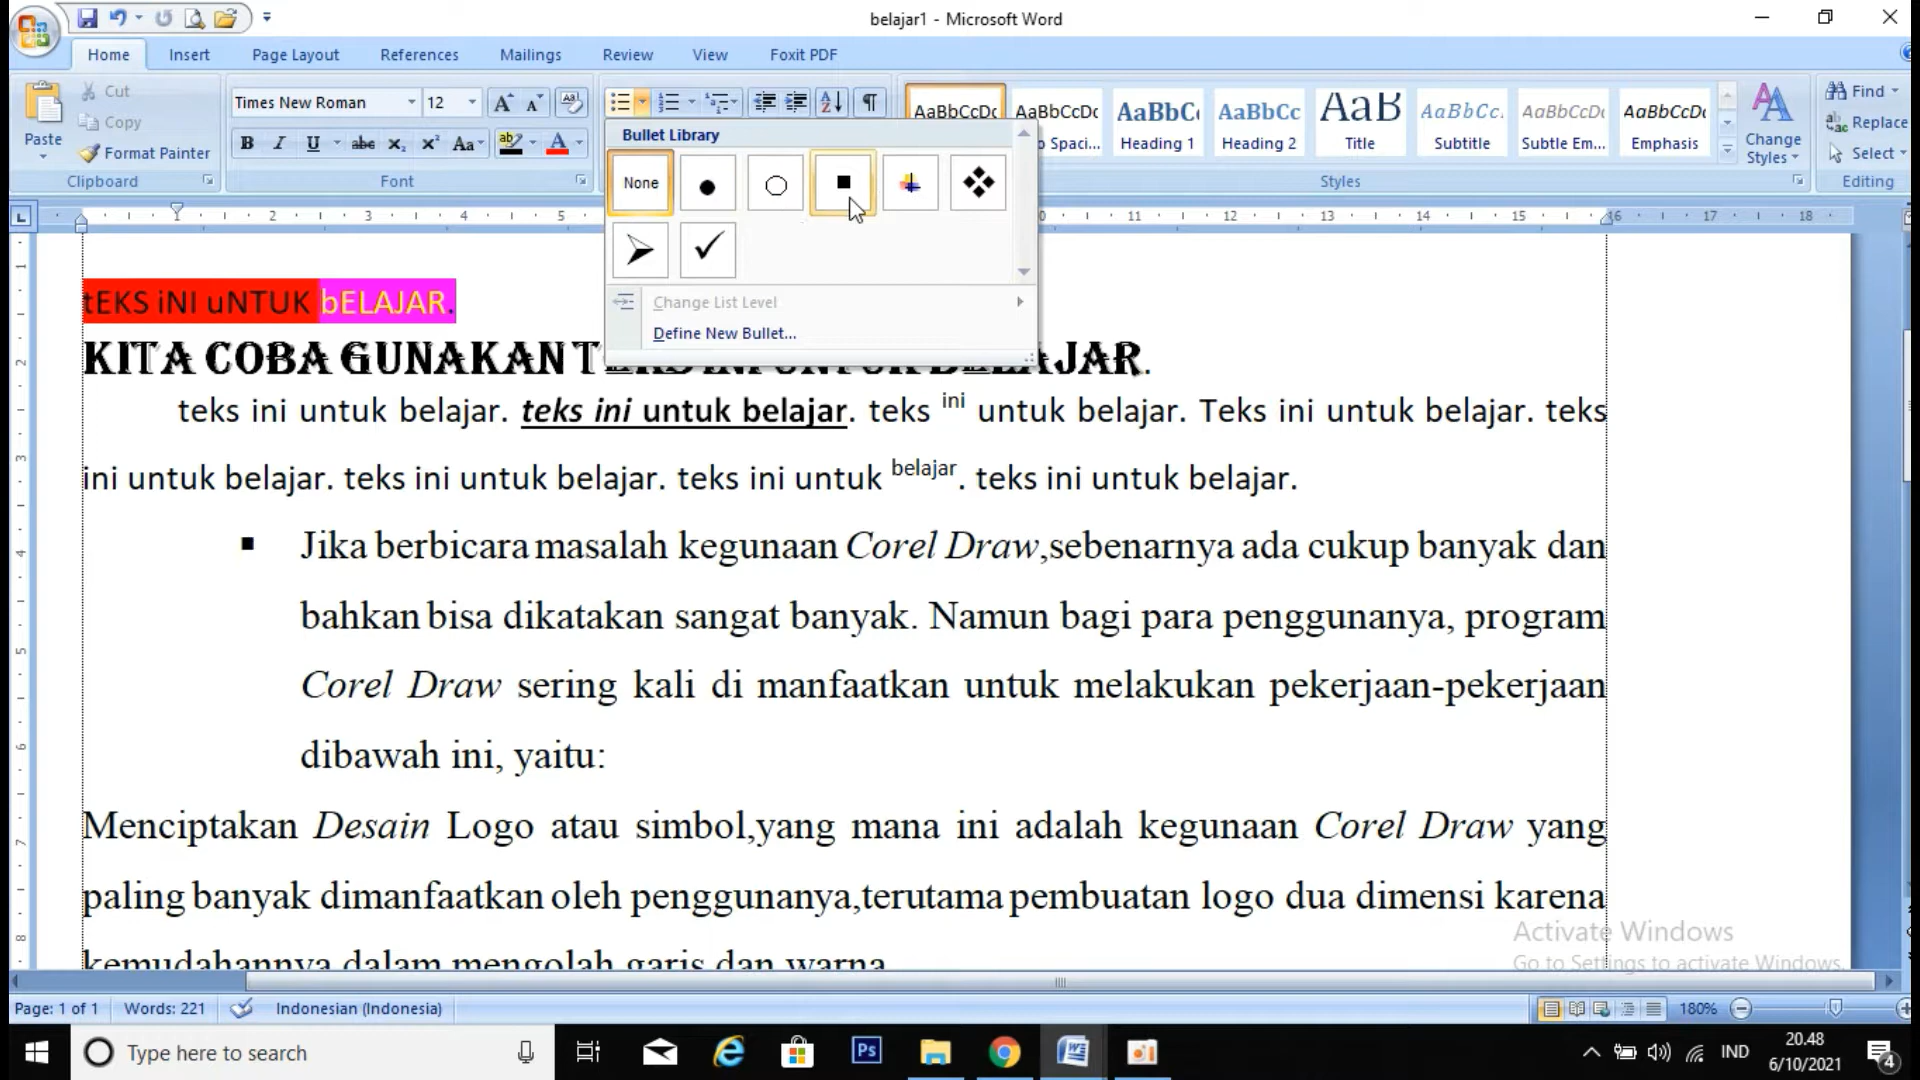 belajar1 - Microsoft Word
Home Insert Page Layout References Mailings Review View Foxit PDF
Paste
Cut
Copy
Format Painter
Clipboard
Times New Roman 12
Font
AaBbCcDc AaBbCcDc AaBbC AaBbCc AaB AaBbCc. AaBbCcDc AaBbCcDc
Heading 1 Heading 2 Title Subtitle Subtle Em... Emphasis
Change Styles
Styles
Find
Replace
Select
Editing
Bullet Library
None
Change List Level
Define New Bullet...
tEKS iNI uNTUK bELAJAR.
KITA COBA GUNAKAN
teks ini untuk belajar. teks ini untuk belajar. teks ini untuk belajar. Teks ini untuk belajar. teks
ini untuk belajar. teks ini untuk belajar. teks ini untuk belajar. teks ini untuk belajar.
▪ Jika berbicara masalah kegunaan Corel Draw,sebenarnya ada cukup banyak dan
bahkan bisa dikatakan sangat banyak. Namun bagi para penggunanya, program
Corel Draw sering kali di manfaatkan untuk melakukan pekerjaan-pekerjaan
dibawah ini, yaitu:
Menciptakan Desain Logo atau simbol,yang mana ini adalah kegunaan Corel Draw yang
paling banyak dimanfaatkan oleh penggunanya,terutama pembuatan logo dua dimensi karena
kemudahannya dalam mengolah garis dan warna
Activate Windows
Go to Settings to activate Windows.
Page: 1 of 1 Words: 221 Indonesian (Indonesia) 180%
Type here to search
IND
20.48
6/10/2021
4